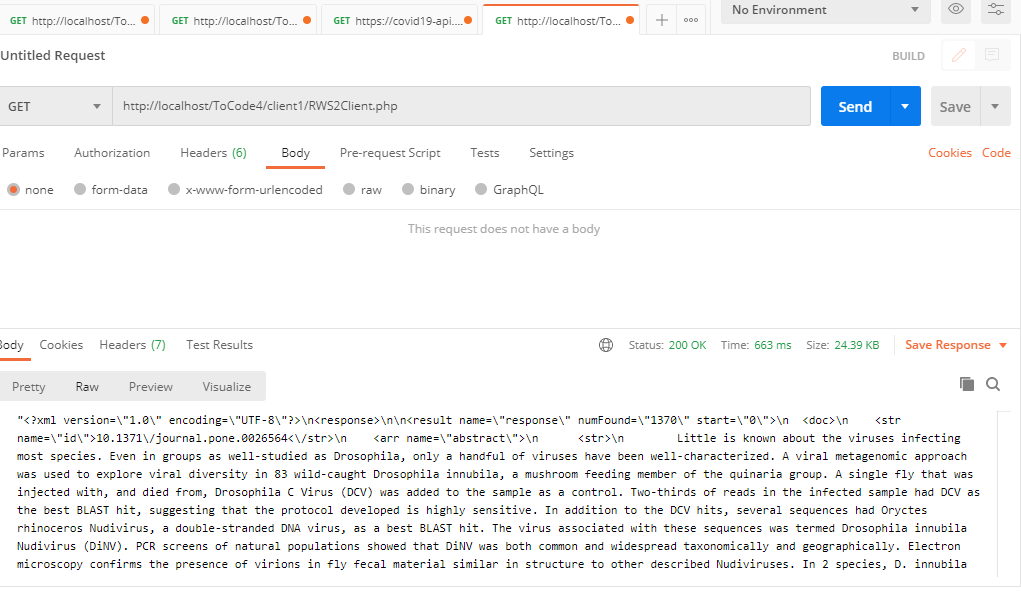 GET http://localhost/ToC... GET http://localhost/To... GET https://covid19-api.... GET http://localhost/To... + ooo No Environment
Untitled Request BUILD
GET http://localhost/ToCode4/client1/RWS2Client.php Send Save
Params Authorization Headers (6) Body Pre-request Script Tests Settings Cookies Code
none form-data x-www-form-urlencoded raw binary GraphQL
This request does not have a body
Body Cookies Headers (7) Test Results Status: 200 OK Time: 663 ms Size: 24.39 KB Save Response
Pretty Raw Preview Visualize
"<?xml version=\"1.0\" encoding=\"UTF-8\"?>\n<response>\n\n<result name=\"response\" numFound=\"1370\" start=\"0\">\n  <doc>\n    <str
name=\"id\">10.1371\/journal.pone.0026564<\/str>\n    <arr name=\"abstract\">\n      <str>\n        Little is known about the viruses infecting
most species. Even in groups as well-studied as Drosophila, only a handful of viruses have been well-characterized. A viral metagenomic approach
was used to explore viral diversity in 83 wild-caught Drosophila innubila, a mushroom feeding member of the quinaria group. A single fly that was
injected with, and died from, Drosophila C Virus (DCV) was added to the sample as a control. Two-thirds of reads in the infected sample had DCV as
the best BLAST hit, suggesting that the protocol developed is highly sensitive. In addition to the DCV hits, several sequences had Oryctes
rhinoceros Nudivirus, a double-stranded DNA virus, as a best BLAST hit. The virus associated with these sequences was termed Drosophila innubila
Nudivirus (DiNV). PCR screens of natural populations showed that DiNV was both common and widespread taxonomically and geographically. Electron
microscopy confirms the presence of virions in fly fecal material similar in structure to other described Nudiviruses. In 2 species, D. innubila